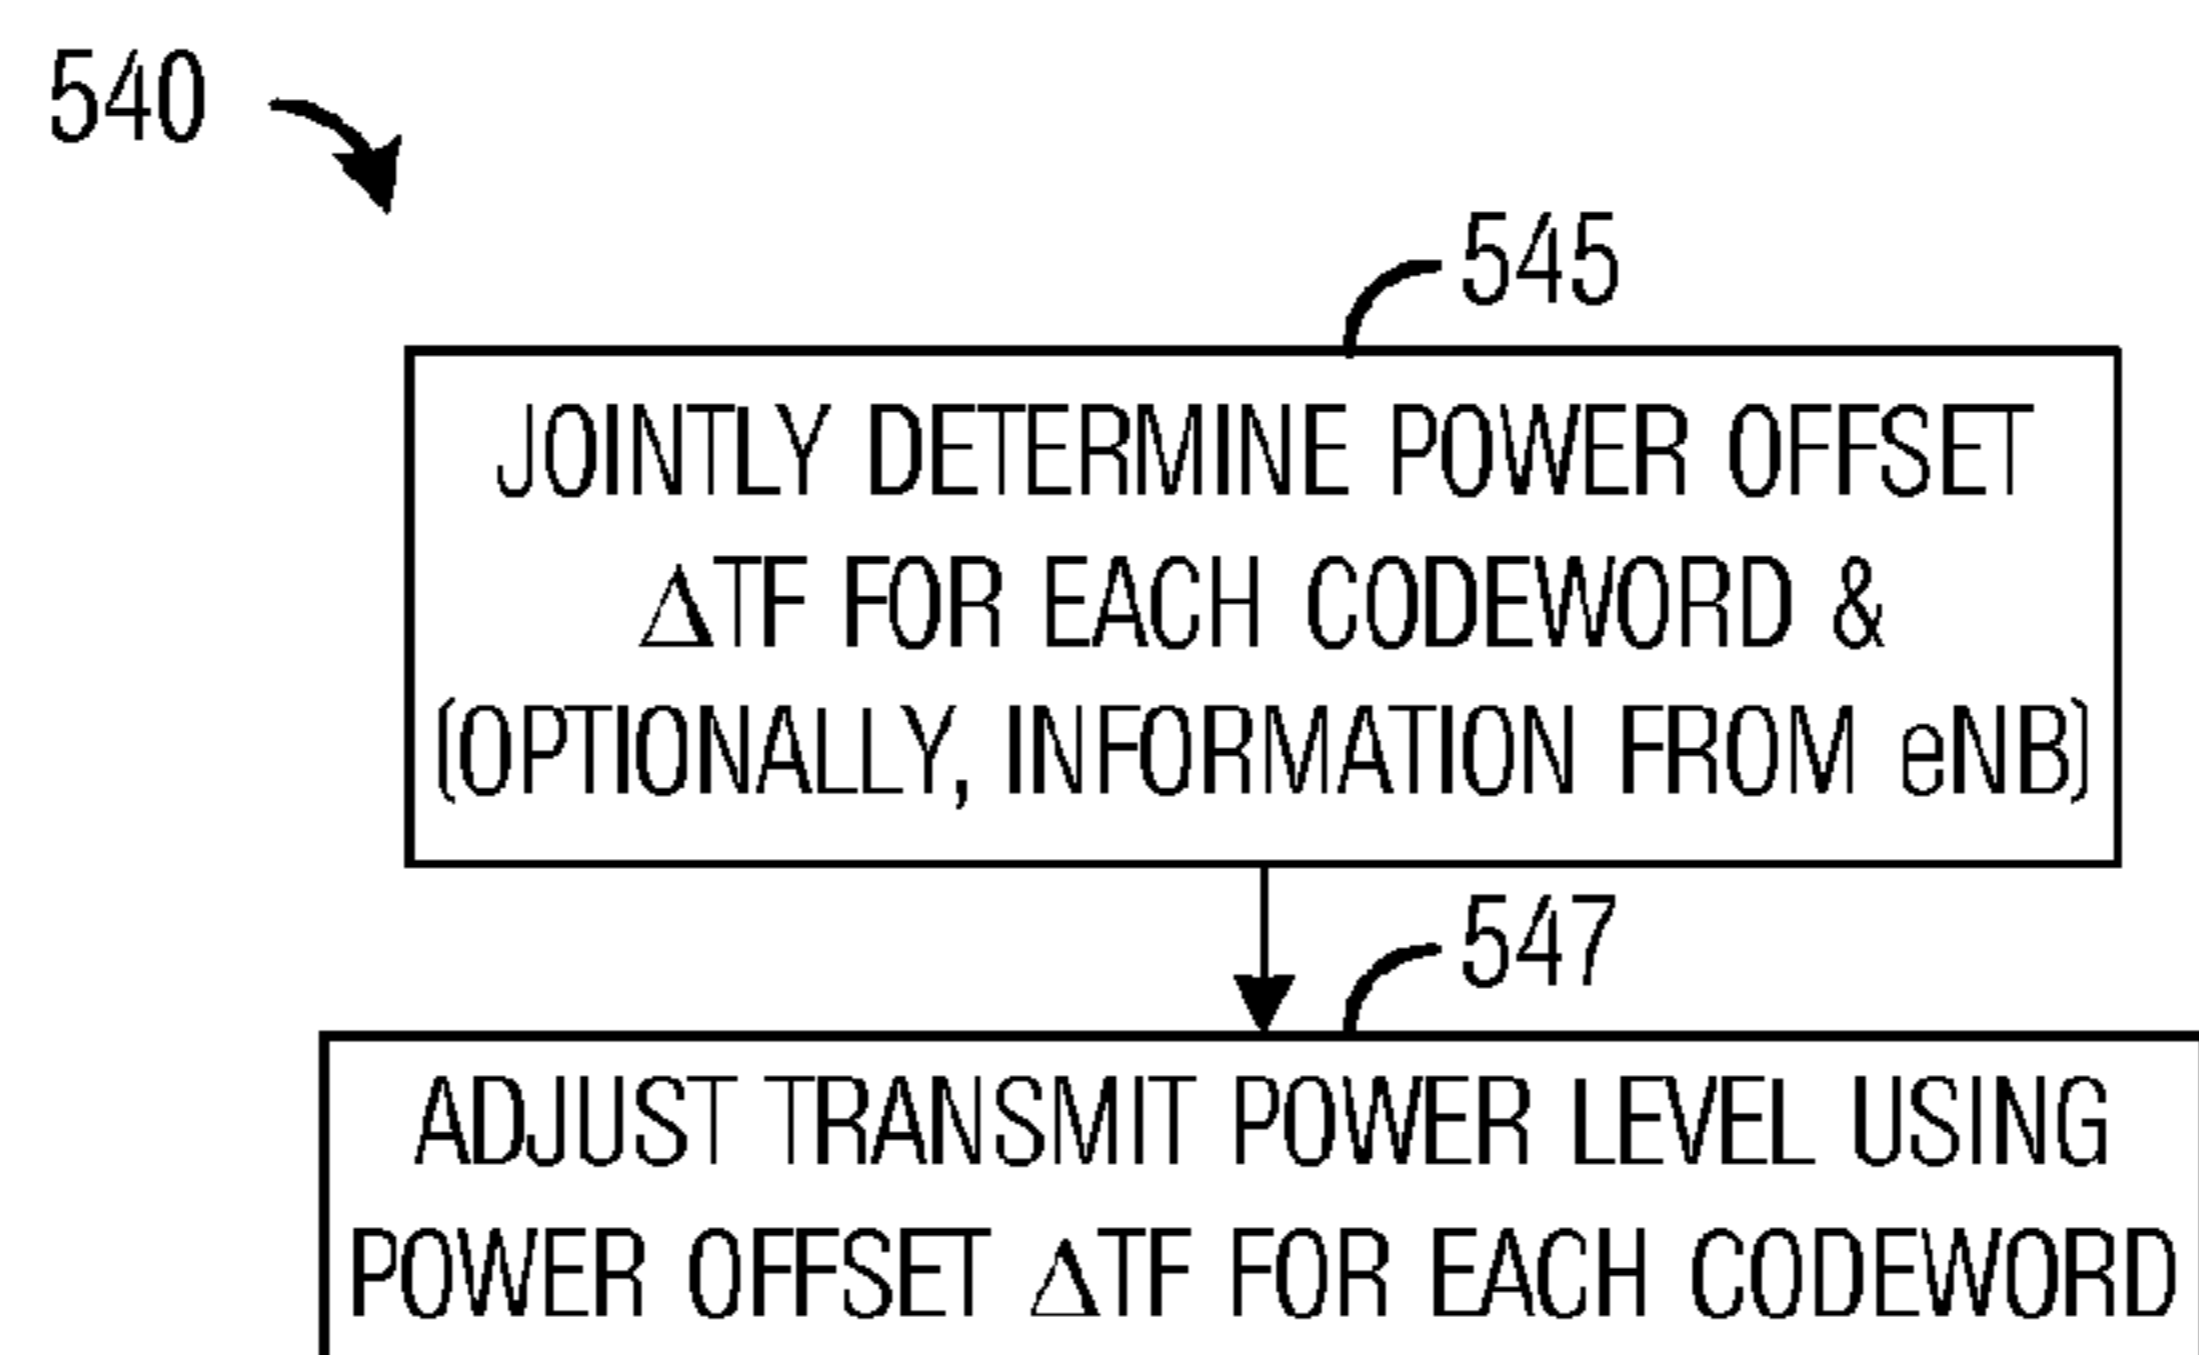 540
545
JOINTLY DETERMINE POWER OFFSET
ΔTF FOR EACH CODEWORD &
(OPTIONALLY, INFORMATION FROM eNB)
547
ADJUST TRANSMIT POWER LEVEL USING
POWER OFFSET ΔTF FOR EACH CODEWORD